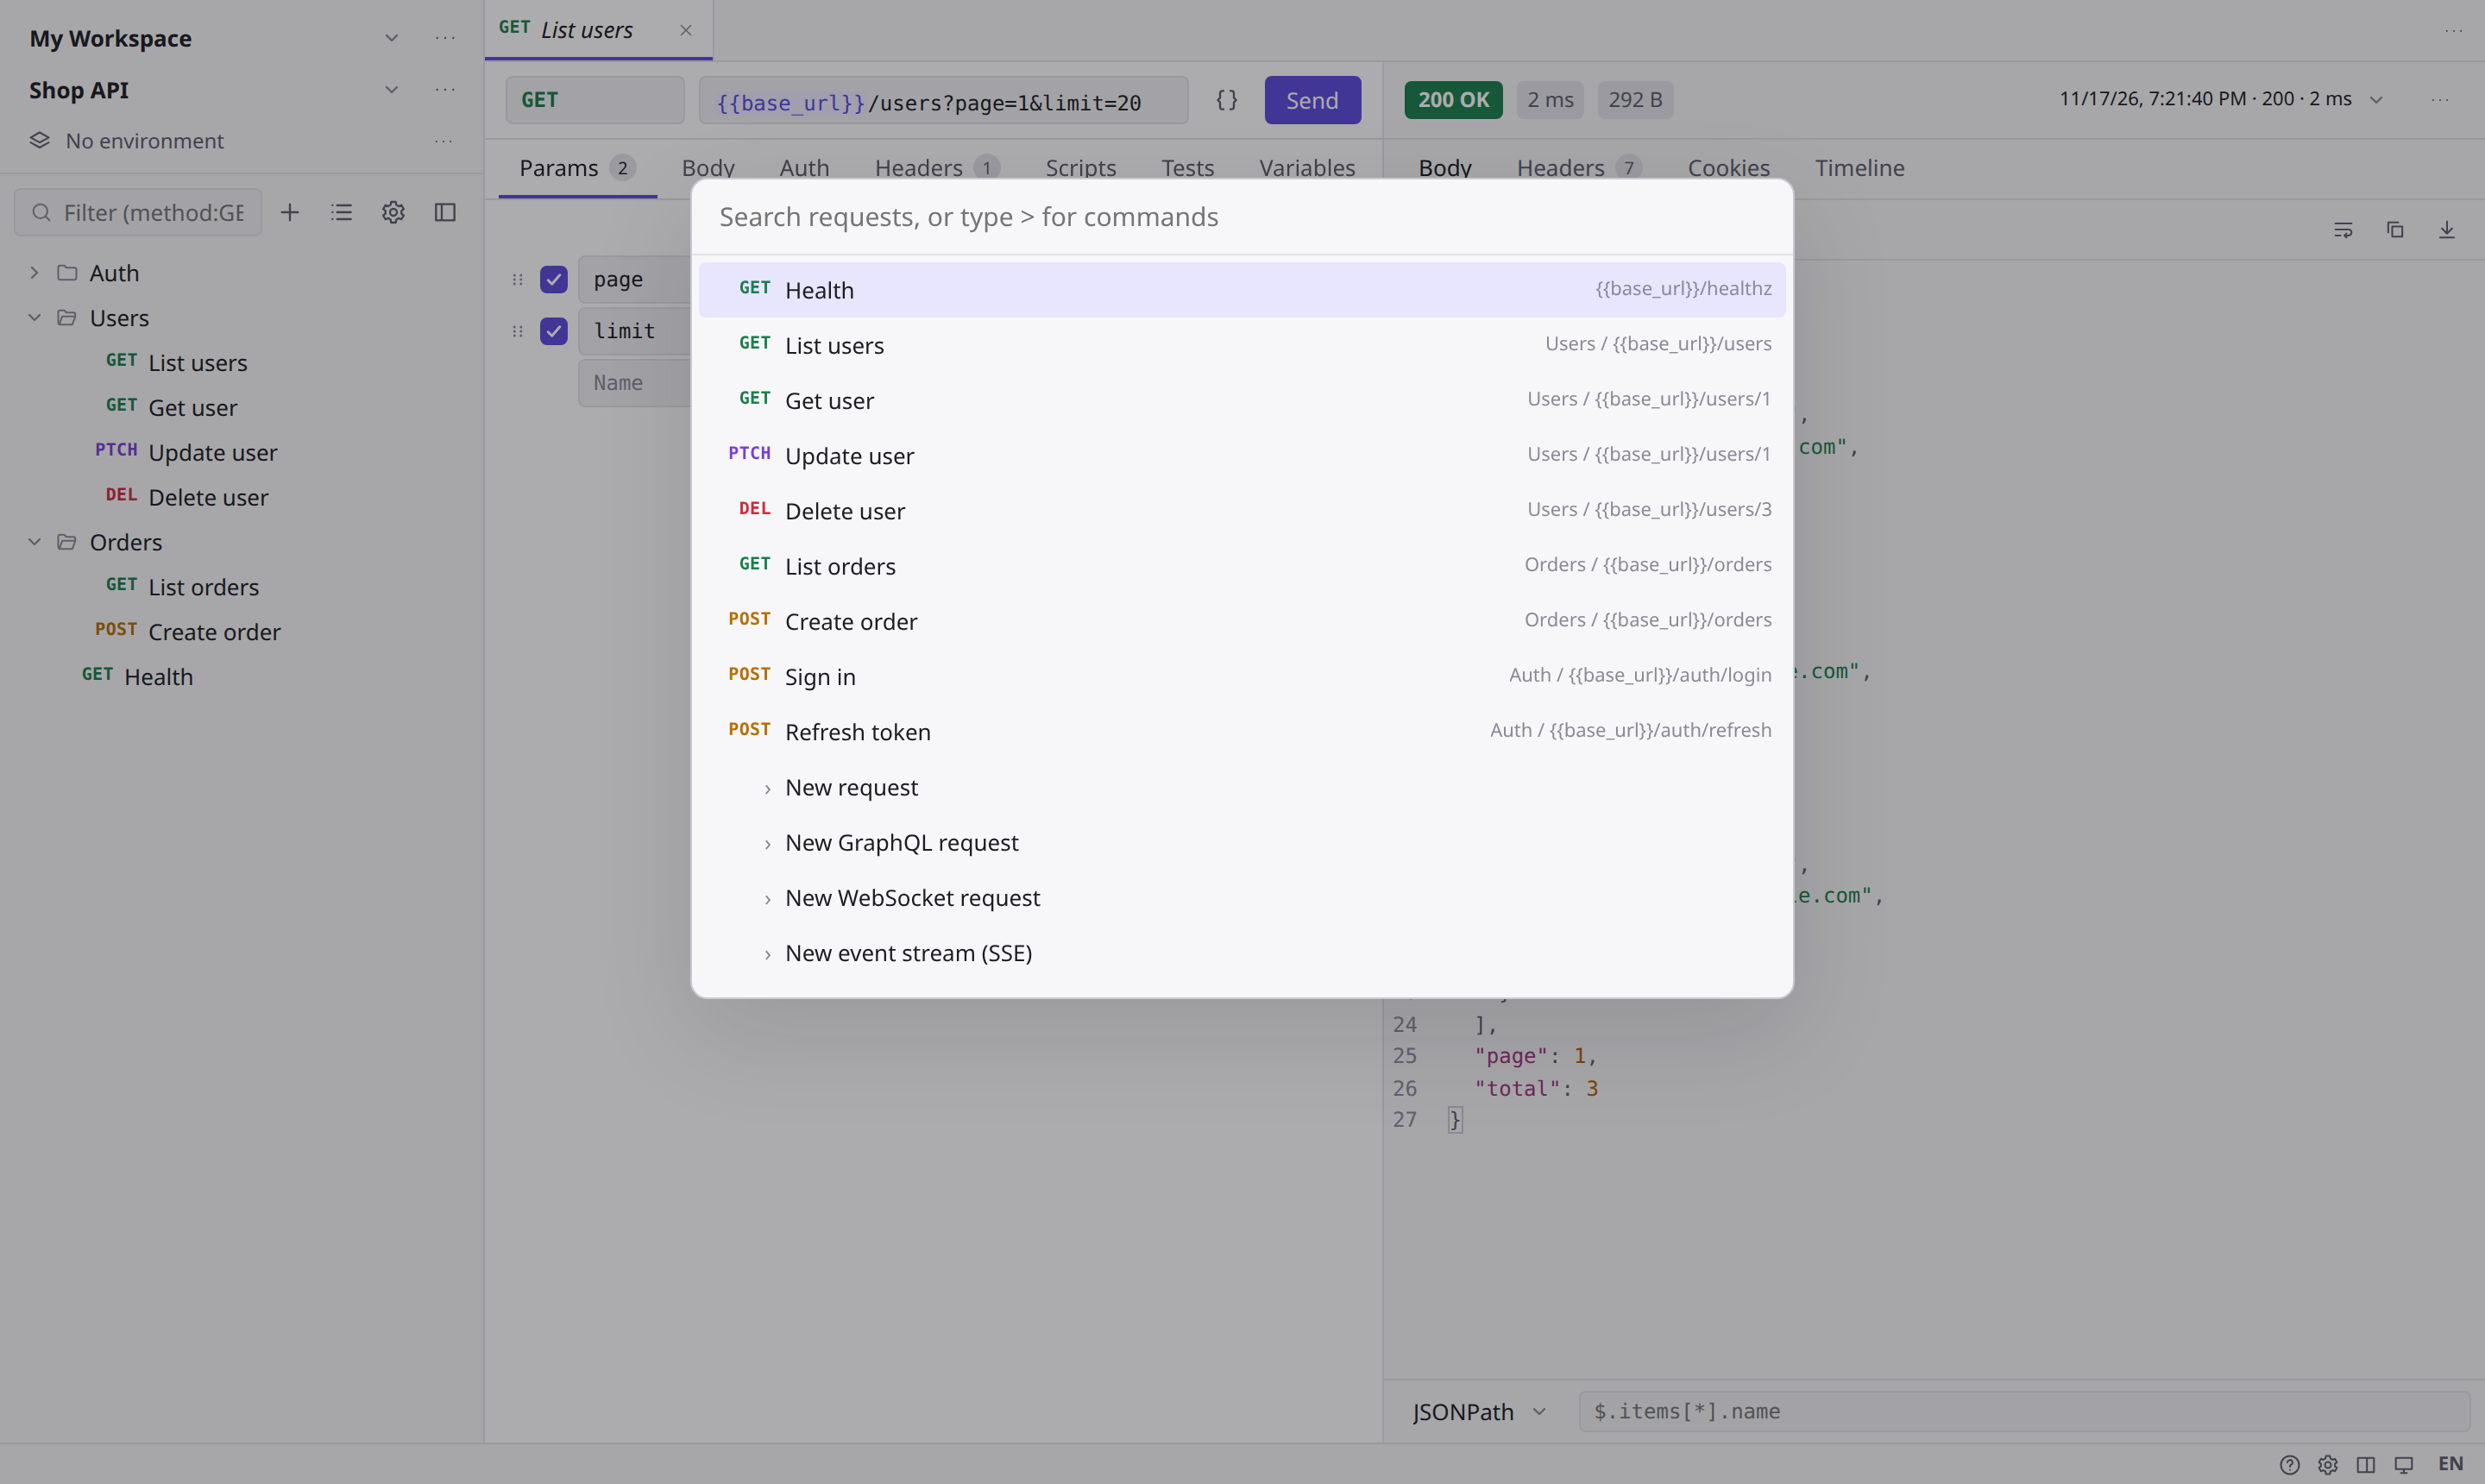 My Workspace
Shop API
No environment
Filter (method:GE
Auth
Users
GET List users
GET Get user
PTCH Update user
DEL Delete user
Orders
GET List orders
POST Create order
GET Health
GET List users
GET
{{base_url}}/users?page=1&limit=20
{}
Send
Params 2
Body
Auth
Headers 1
Scripts
Tests
Variables
page
limit
Name
200 OK
2 ms
292 B
11/17/26, 7:21:40 PM · 200 · 2 ms
Body
Headers 7
Cookies
Timeline
Search requests, or type > for commands
GET Health {{base_url}}/healthz
GET List users Users / {{base_url}}/users
GET Get user Users / {{base_url}}/users/1
PTCH Update user Users / {{base_url}}/users/1
DEL Delete user Users / {{base_url}}/users/3
GET List orders Orders / {{base_url}}/orders
POST Create order Orders / {{base_url}}/orders
POST Sign in Auth / {{base_url}}/auth/login
POST Refresh token Auth / {{base_url}}/auth/refresh
› New request
› New GraphQL request
› New WebSocket request
› New event stream (SSE)
,
com",
e.com",
,
e.com",
24 ],
25 "page": 1,
26 "total": 3
27 }
JSONPath
$.items[*].name
EN